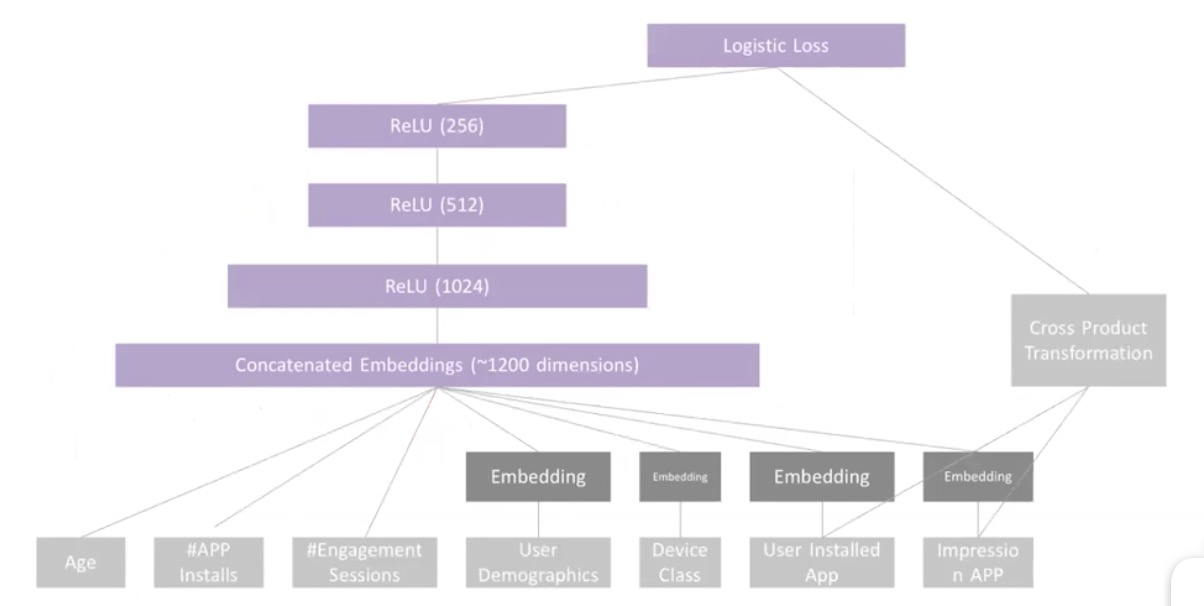 Logistic Loss
ReLU (256)
ReLU (512)
ReLU (1024)
Cross Product
Transformation
Concatenated Embeddings (~1200 dimensions)
Embedding
Embedding
Embedding
Embedding
Age
#APP
Installs
#Engagement
Sessions
User
Demographics
Device
Class
User Installed
App
Impressio
n APP